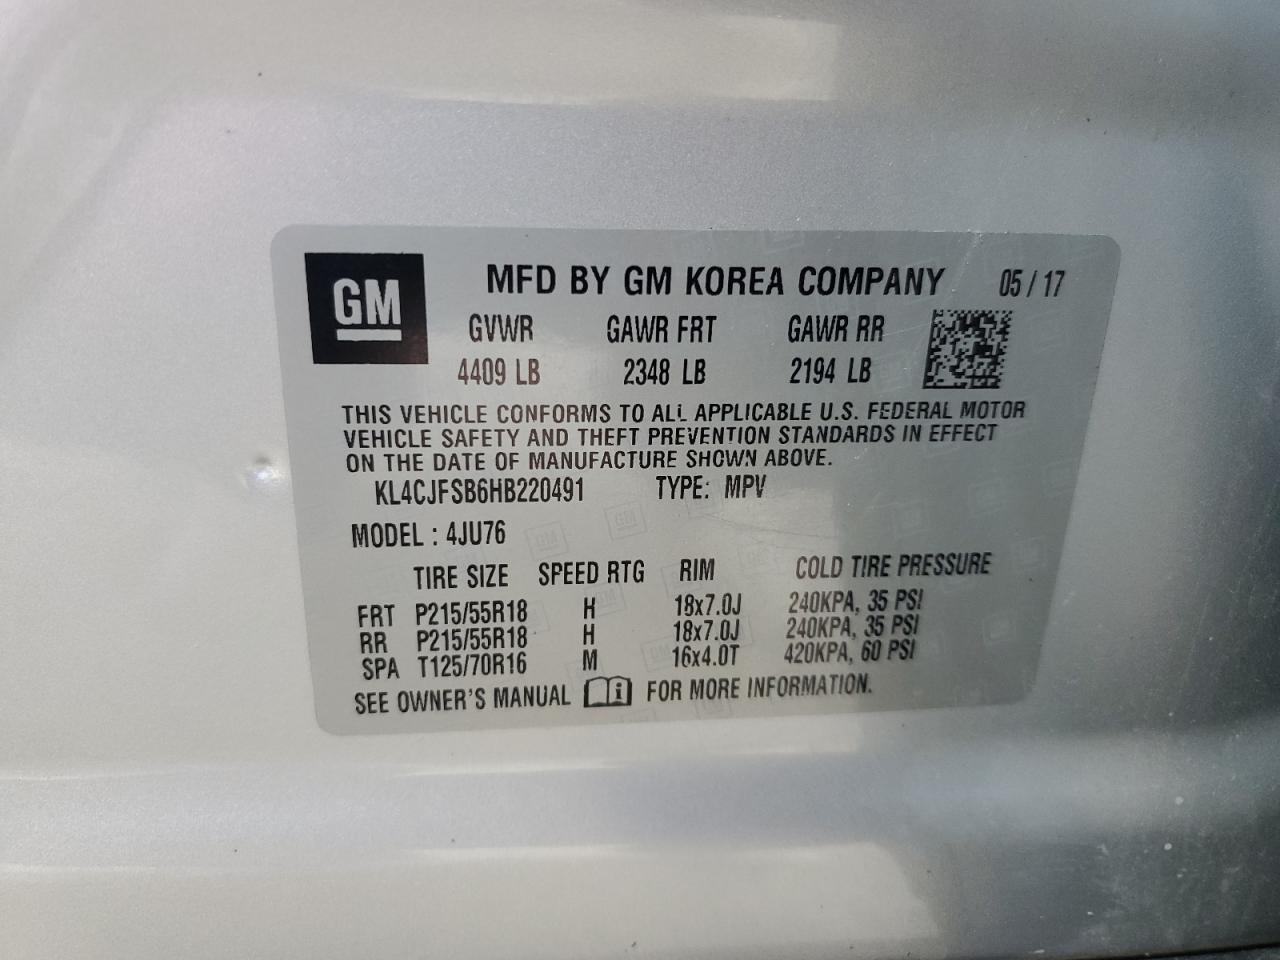 GM
MFD BY GM KOREA COMPANY 05/17
GVWR GAWR FRT GAWR RR
4409 LB 2348 LB 2194 LB
THIS VEHICLE CONFORMS TO ALL APPLICABLE U.S. FEDERAL MOTOR
VEHICLE SAFETY AND THEFT PREVENTION STANDARDS IN EFFECT
ON THE DATE OF MANUFACTURE SHOWN ABOVE.
KL4CJFSB6HB220491 TYPE: MPV
MODEL : 4JU76
TIRE SIZE SPEED RTG RIM COLD TIRE PRESSURE
FRT P215/55R18 H 18x7.0J 240KPA, 35 PSI
RR P215/55R18 H 18x7.0J 240KPA, 35 PSI
SPA T125/70R16 M 16x4.0T 420KPA, 60 PSI
SEE OWNER'S MANUAL FOR MORE INFORMATION.